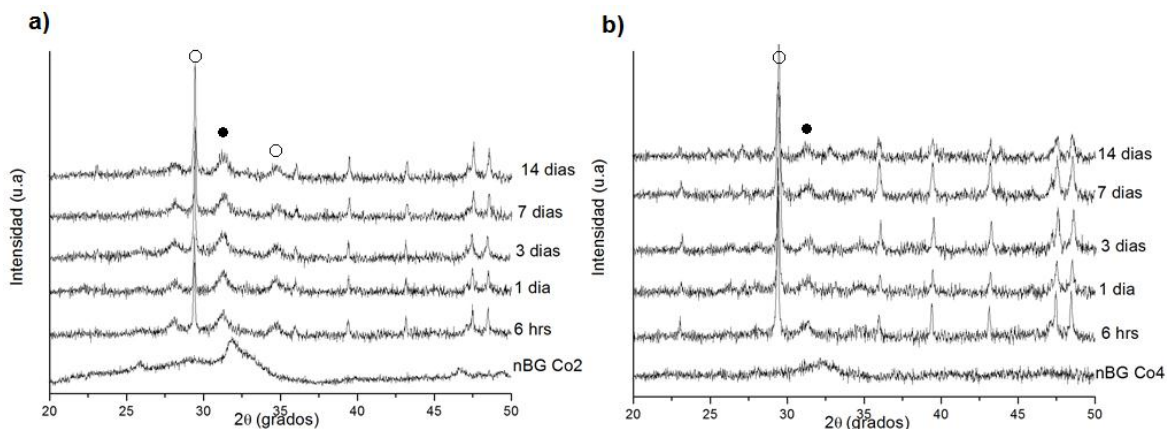 a)
Intensidad (u.a)
14 dias
7 dias
3 dias
1 dia
6 hrs
nBG Co2
20 25 30 35 40 45 50
2θ (grados)
b)
Intensidad (u.a)
14 dias
7 dias
3 dias
1 dia
6 hrs
nBG Co4
20 25 30 35 40 45 50
2θ (grados)